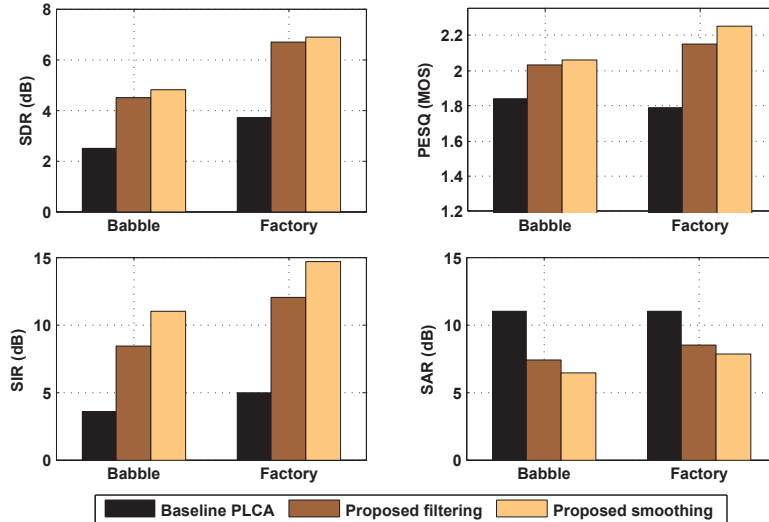 SDR (dB)
8
6
4
2
0
Babble
Factory
PESQ (MOS)
2.2
2
1.8
1.6
1.4
1.2
Babble
Factory
SIR (dB)
15
10
5
0
Babble
Factory
SAR (dB)
15
10
5
0
Babble
Factory
Baseline PLCA
Proposed filtering
Proposed smoothing